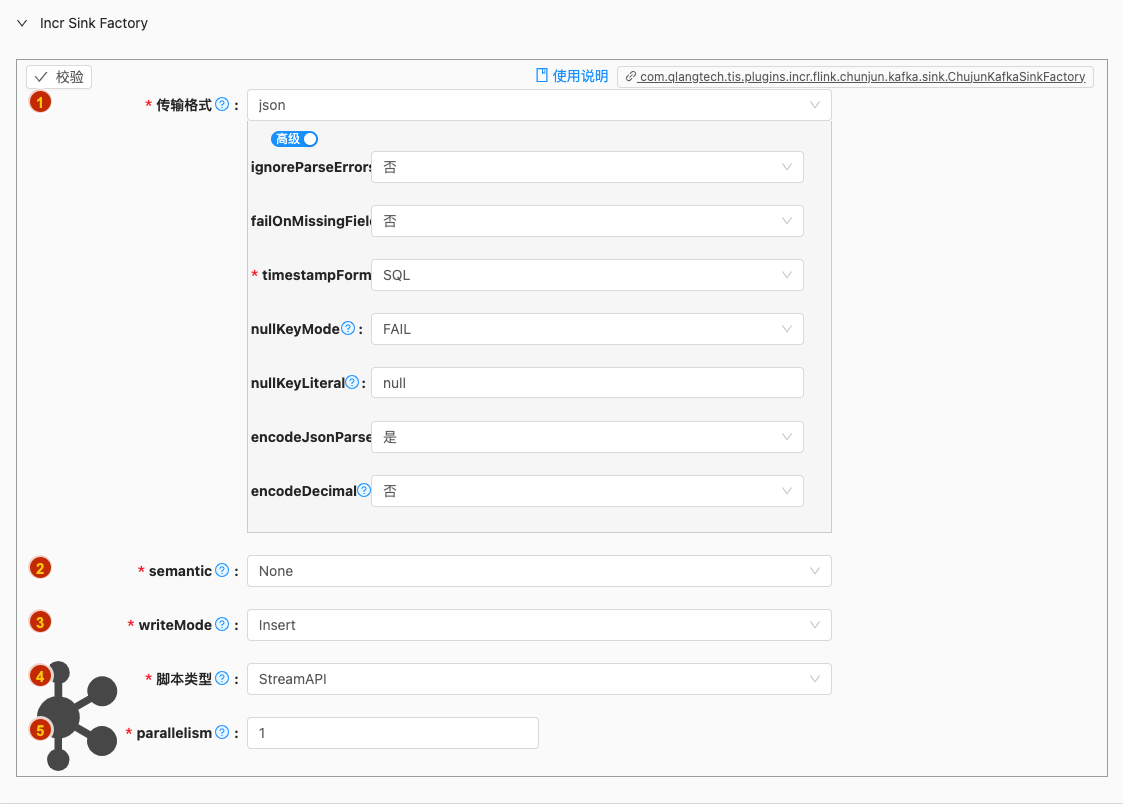 Incr Sink Factory
校验 使用说明 com.qlangtech.tis.plugins.incr.flink.chunjun.kafka.sink.ChujunKafkaSinkFactory
1 * 传输格式 ? : json
高级
ignoreParseErrors 否
failOnMissingFiel 否
* timestampForm SQL
nullKeyMode ? : FAIL
nullKeyLiteral ? : null
encodeJsonParse 是
encodeDecimal ? 否
2 * semantic ? : None
3 * writeMode ? : Insert
4 * 脚本类型 ? : StreamAPI
5 * parallelism ? : 1